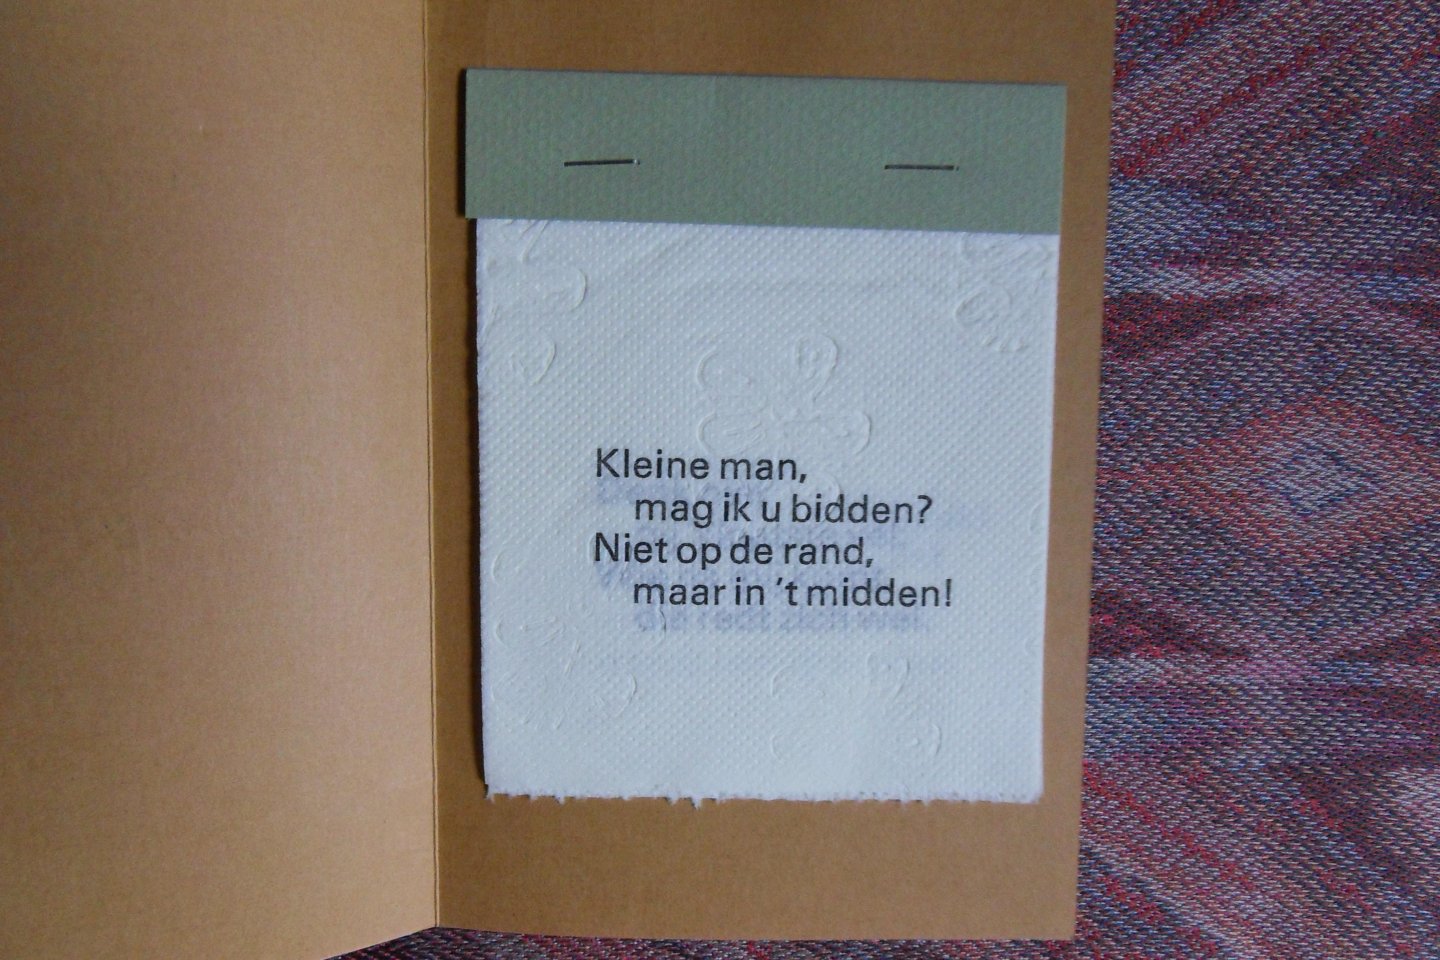 Kleine man,
mag ik u bidden?
Niet op de rand,
maar in 't midden!